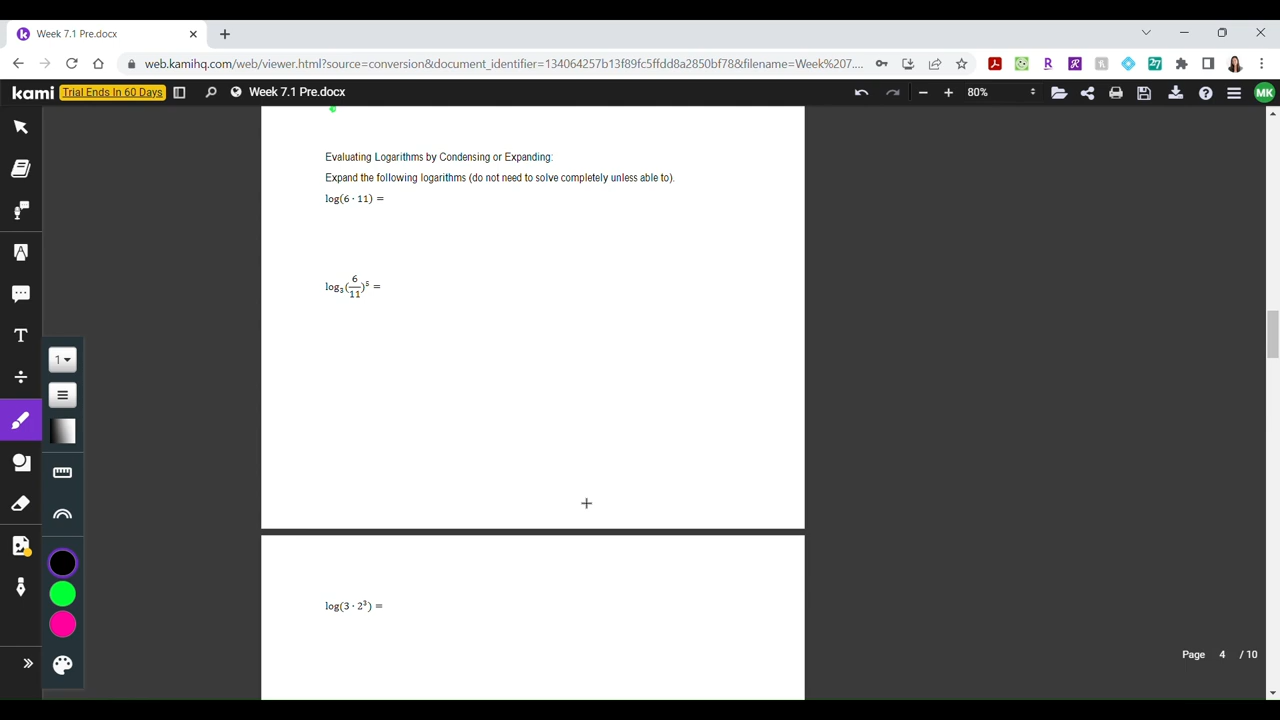 Week 7.1 Pre.docx
web.kamihq.com/web/viewer.html?source=conversion&document_identifier=134064257b13f89fc5ffdd8a2850bf78&filename=Week%207....
kami Trial Ends In 60 Days Week 7.1 Pre.docx 80% MK
Evaluating Logarithms by Condensing or Expanding:
Expand the following logarithms (do not need to solve completely unless able to).
log(6 · 11) =
log₃(6/11)⁵ =
1
log(3 · 2³) =
Page 4 / 10